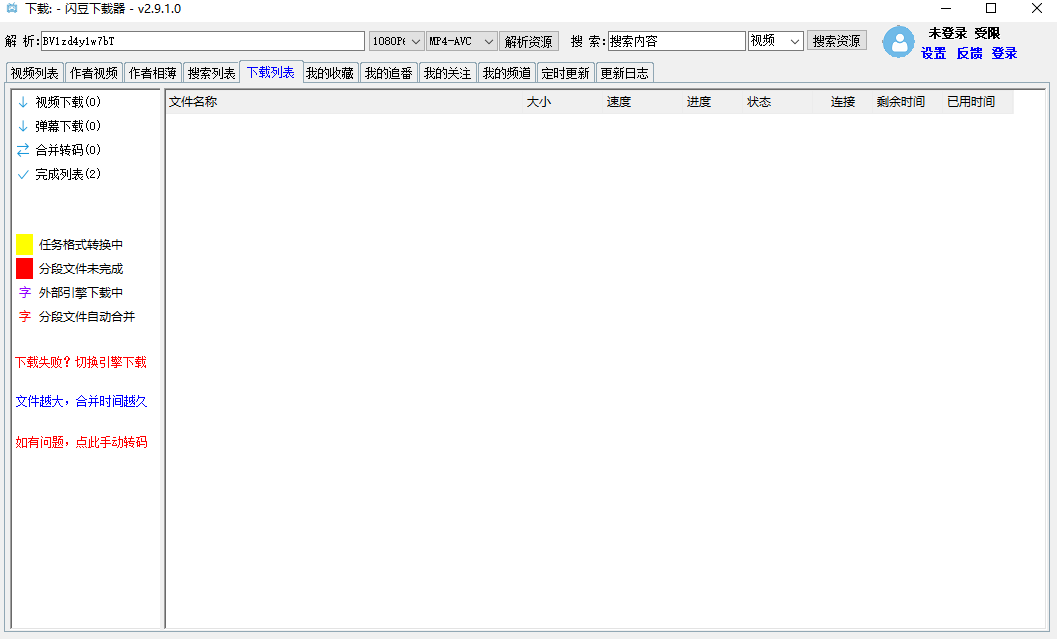 下载: - 闪豆下载器 - v2.9.1.0
解 析: BV1zd4y1w7bT 1080P MP4-AVC 解析资源 搜 索: 搜索内容 视频 搜索资源 未登录 受限
设置 反馈 登录
视频列表 作者视频 作者相薄 搜索列表 下载列表 我的收藏 我的追番 我的关注 我的频道 定时更新 更新日志
文件名称 大小 速度 进度 状态 连接 剩余时间 已用时间
视频下载(0)
弹幕下载(0)
合并转码(0)
完成列表(2)
任务格式转换中
分段文件未完成
字 外部引擎下载中
字 分段文件自动合并
下载失败？切换引擎下载
文件越大，合并时间越久
如有问题，点此手动转码